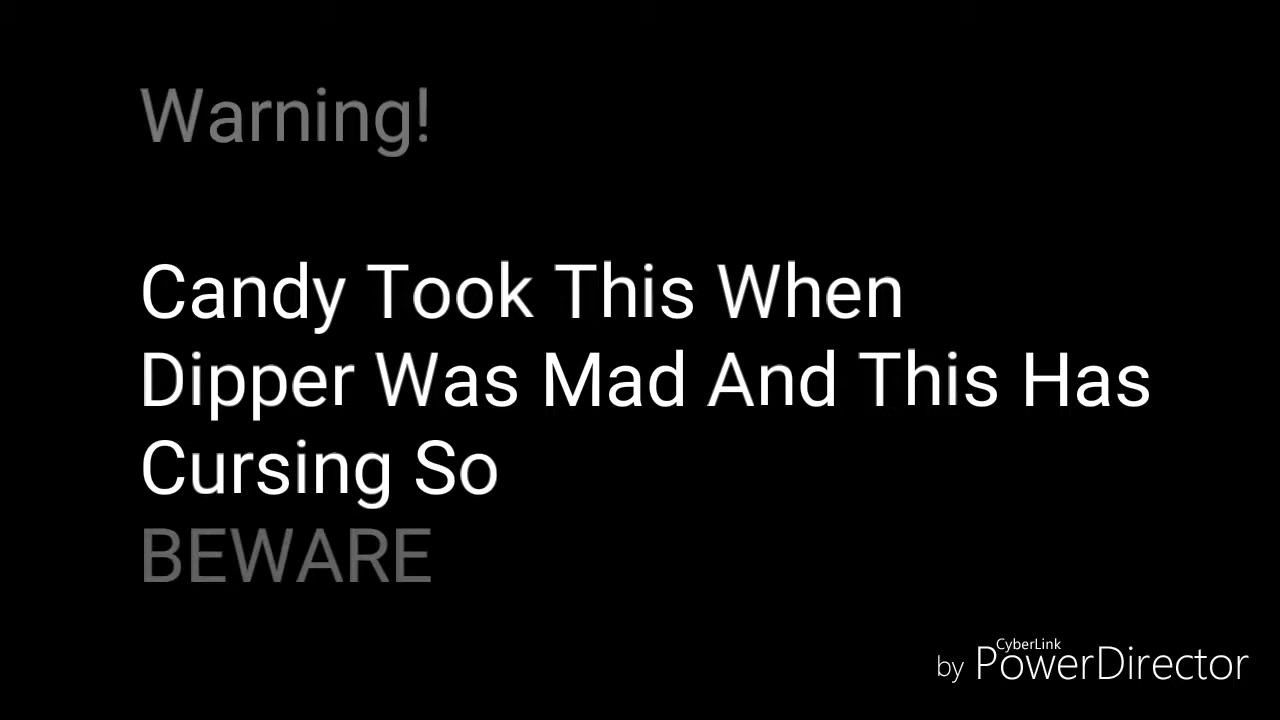 Warning!
Candy Took This When
Dipper Was Mad And This Has
Cursing So
BEWARE
CyberLink
by PowerDirector